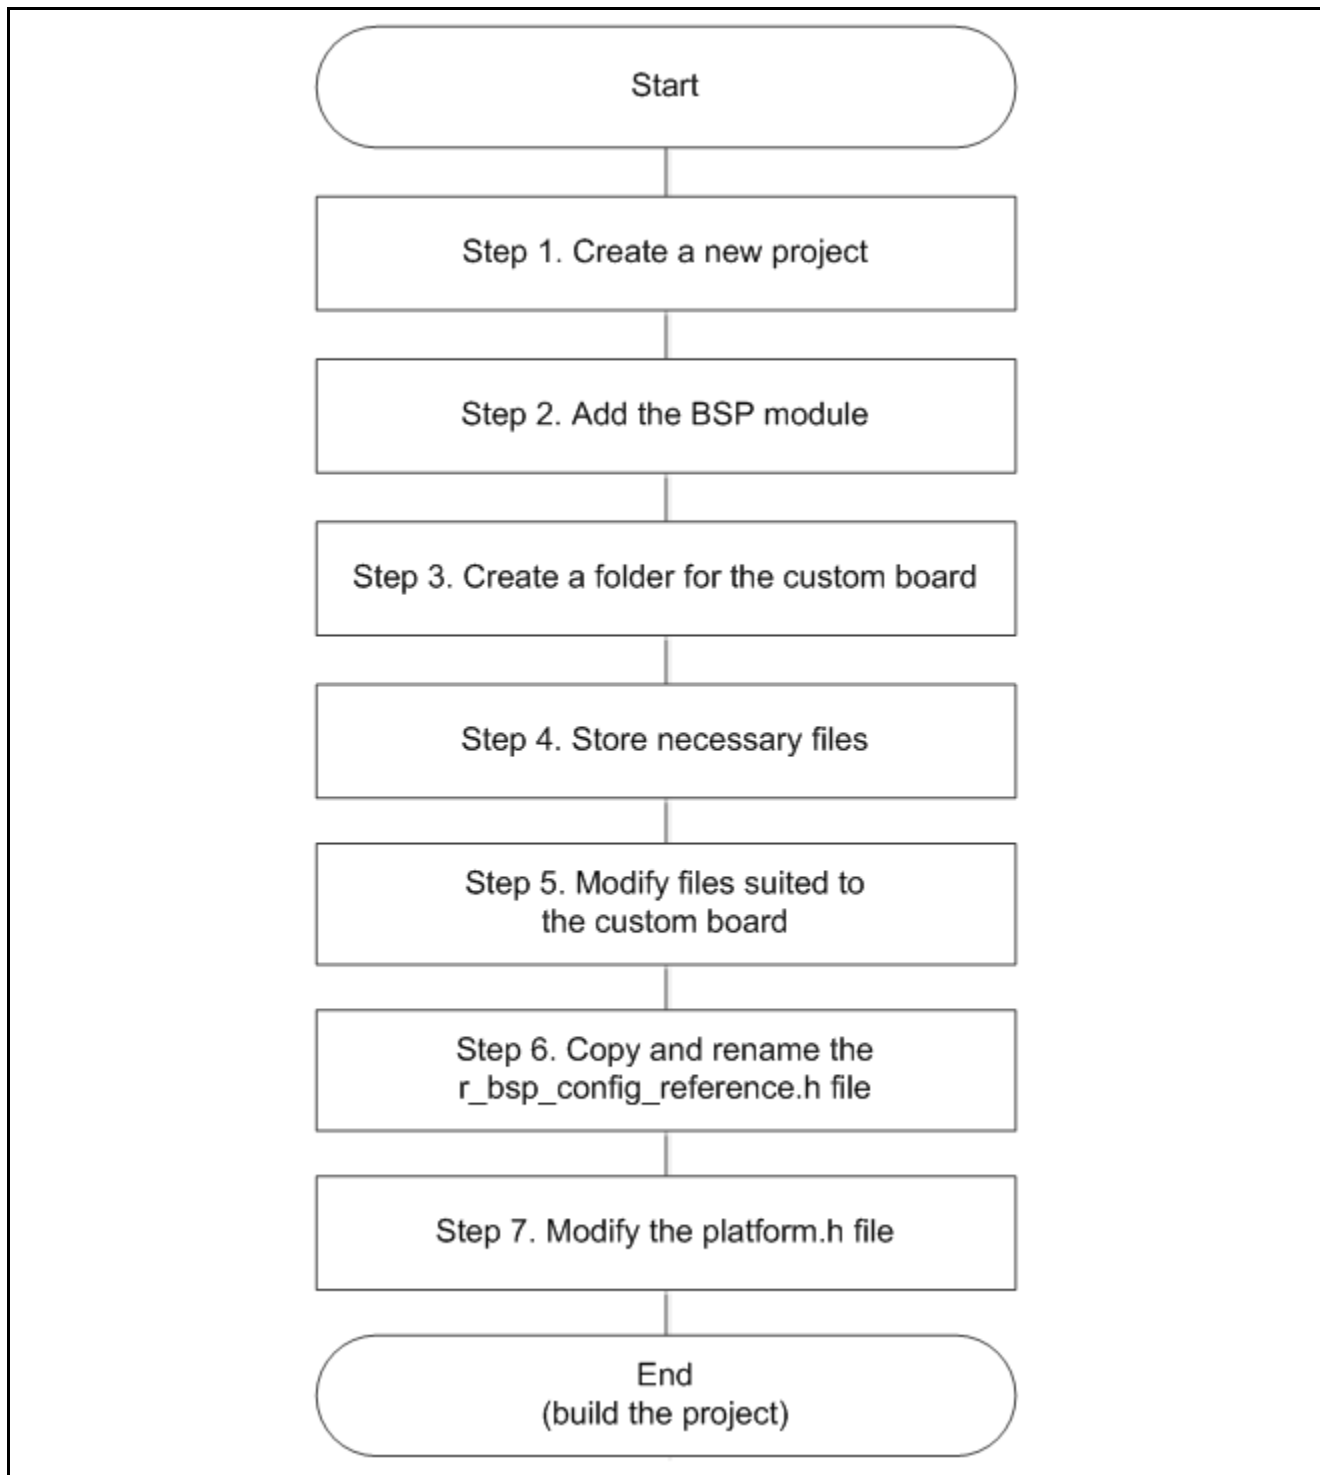 Start
Step 1. Create a new project
Step 2. Add the BSP module
Step 3. Create a folder for the custom board
Step 4. Store necessary files
Step 5. Modify files suited to
the custom board
Step 6. Copy and rename the
r_bsp_config_reference.h file
Step 7. Modify the platform.h file
End
(build the project)